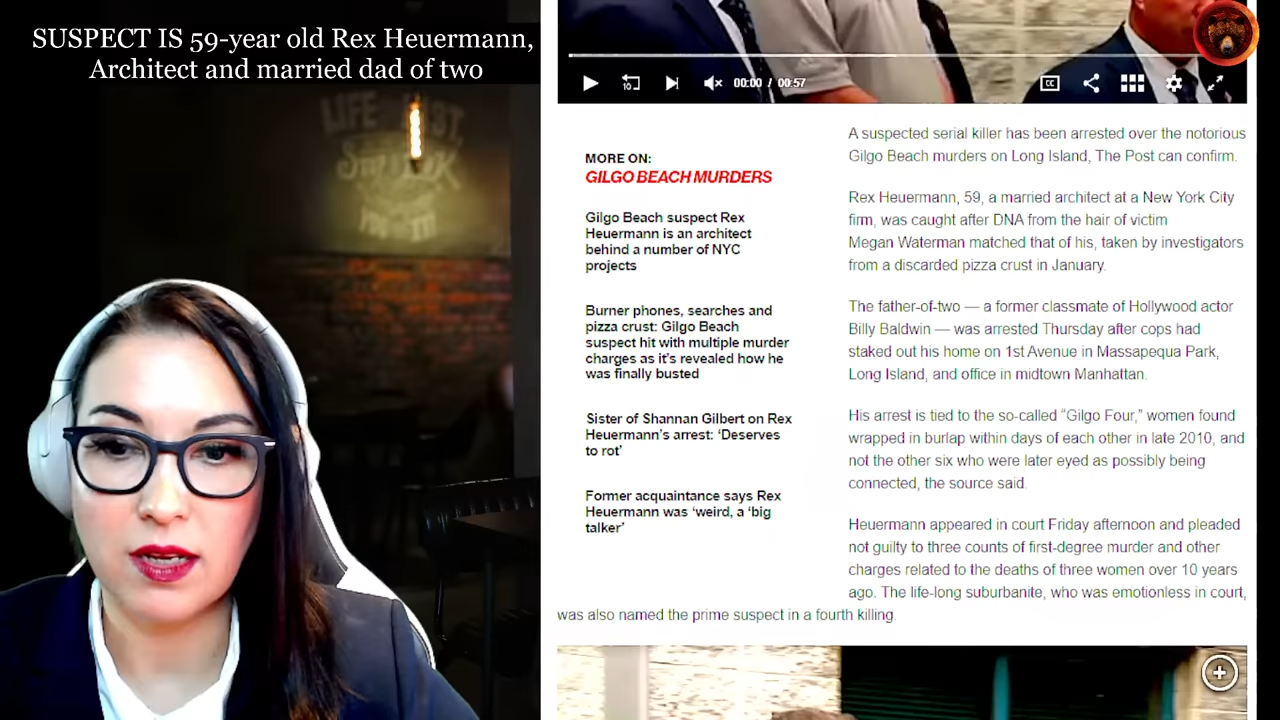 SUSPECT IS 59-year old Rex Heuermann,
Architect and married dad of two
00:00 / 00:57
CC
10
MORE ON:
GILGO BEACH MURDERS
Gilgo Beach suspect Rex
Heuermann is an architect
behind a number of NYC
projects
Burner phones, searches and
pizza crust: Gilgo Beach
suspect hit with multiple murder
charges as it's revealed how he
was finally busted
Sister of Shannan Gilbert on Rex
Heuermann's arrest: ‘Deserves
to rot’
Former acquaintance says Rex
Heuermann was ‘weird, a ‘big
talker’
A suspected serial killer has been arrested over the notorious
Gilgo Beach murders on Long Island, The Post can confirm.
Rex Heuermann, 59, a married architect at a New York City
firm, was caught after DNA from the hair of victim
Megan Waterman matched that of his, taken by investigators
from a discarded pizza crust in January.
The father-of-two — a former classmate of Hollywood actor
Billy Baldwin — was arrested Thursday after cops had
staked out his home on 1st Avenue in Massapequa Park,
Long Island, and office in midtown Manhattan.
His arrest is tied to the so-called “Gilgo Four,” women found
wrapped in burlap within days of each other in late 2010, and
not the other six who were later eyed as possibly being
connected, the source said.
Heuermann appeared in court Friday afternoon and pleaded
not guilty to three counts of first-degree murder and other
charges related to the deaths of three women over 10 years
ago. The life-long suburbanite, who was emotionless in court,
was also named the prime suspect in a fourth killing.